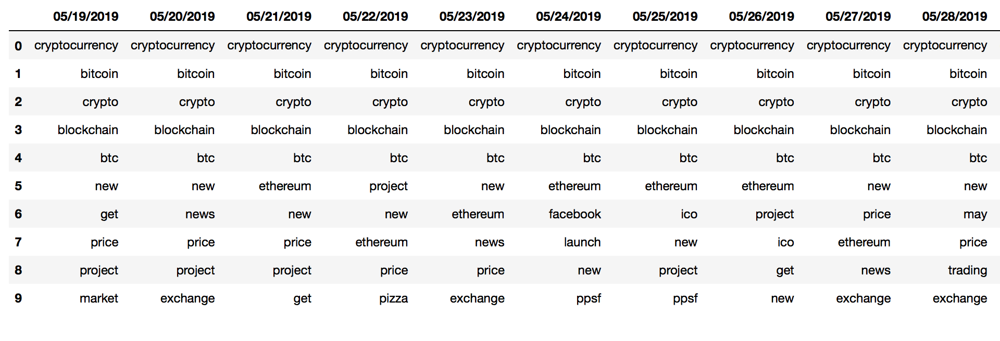 05/19/2019 05/20/2019 05/21/2019 05/22/2019 05/23/2019 05/24/2019 05/25/2019 05/26/2019 05/27/2019 05/28/2019
0 cryptocurrency cryptocurrency cryptocurrency cryptocurrency cryptocurrency cryptocurrency cryptocurrency cryptocurrency cryptocurrency cryptocurrency
1 bitcoin bitcoin bitcoin bitcoin bitcoin bitcoin bitcoin bitcoin bitcoin bitcoin
2 crypto crypto crypto crypto crypto crypto crypto crypto crypto crypto
3 blockchain blockchain blockchain blockchain blockchain blockchain blockchain blockchain blockchain blockchain
4 btc btc btc btc btc btc btc btc btc btc
5 new new ethereum project new ethereum ethereum ethereum new new
6 get news new new ethereum facebook ico project price may
7 price price price ethereum news launch new ico ethereum price
8 project project project price price new project get news trading
9 market exchange get pizza exchange ppsf ppsf new exchange exchange